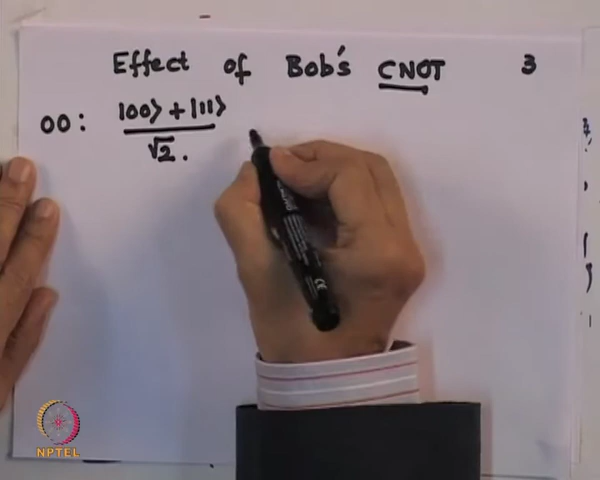 Effect of Bob's CNOT 3
00: |00⟩ + |11⟩
√2.
NPTEL